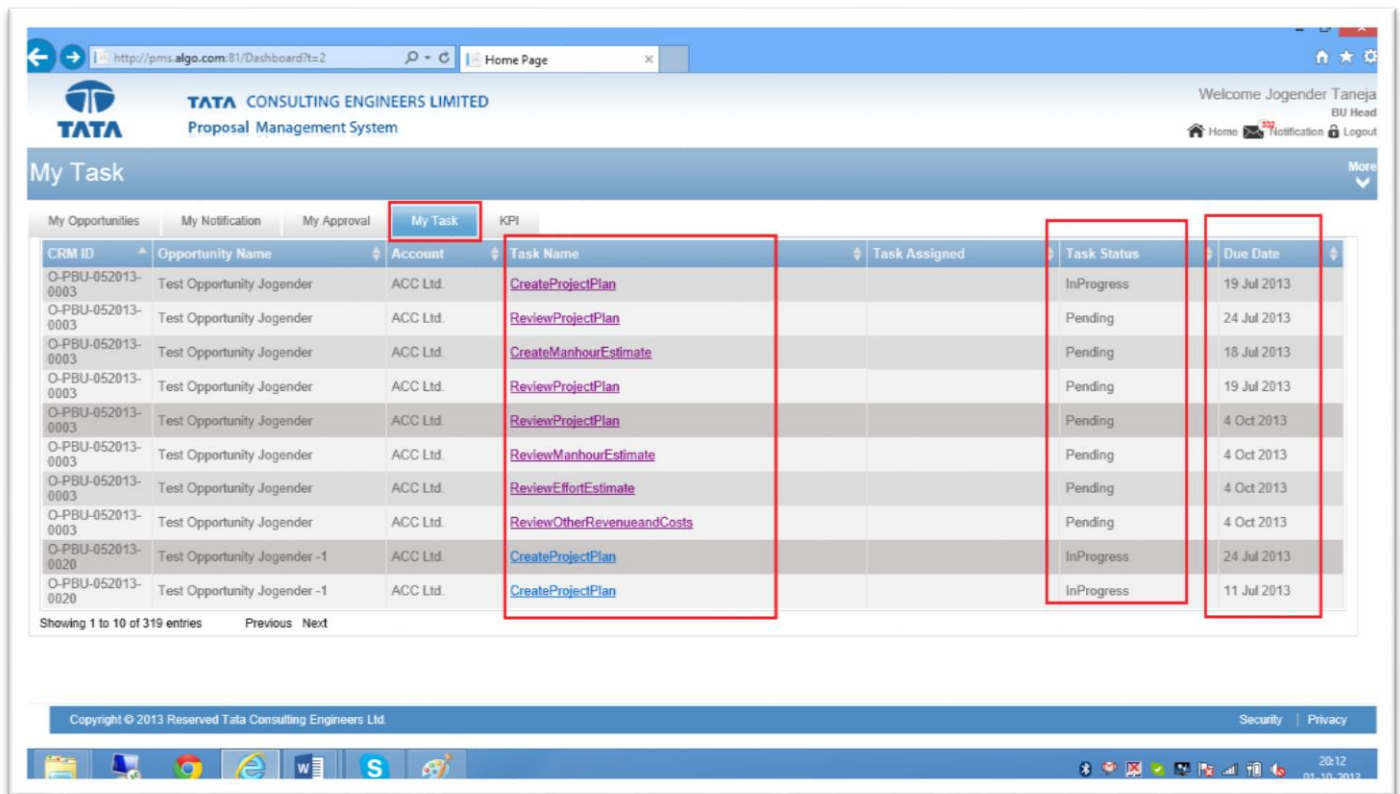 http://pms.algo.com:81/Dashboard?t=2 Home Page ×
TATA
TATA CONSULTING ENGINEERS LIMITED
Proposal Management System
Welcome Jogender Taneja
BU Head
Home 332 Notification Logout
My Task More
My Opportunities My Notification My Approval My Task KPI
CRM ID Opportunity Name Account Task Name Task Assigned Task Status Due Date
O-PBU-052013-
0003 Test Opportunity Jogender ACC Ltd. CreateProjectPlan InProgress 19 Jul 2013
O-PBU-052013-
0003 Test Opportunity Jogender ACC Ltd. ReviewProjectPlan Pending 24 Jul 2013
O-PBU-052013-
0003 Test Opportunity Jogender ACC Ltd. CreateManhourEstimate Pending 18 Jul 2013
O-PBU-052013-
0003 Test Opportunity Jogender ACC Ltd. ReviewProjectPlan Pending 19 Jul 2013
O-PBU-052013-
0003 Test Opportunity Jogender ACC Ltd. ReviewProjectPlan Pending 4 Oct 2013
O-PBU-052013-
0003 Test Opportunity Jogender ACC Ltd. ReviewManhourEstimate Pending 4 Oct 2013
O-PBU-052013-
0003 Test Opportunity Jogender ACC Ltd. ReviewEffortEstimate Pending 4 Oct 2013
O-PBU-052013-
0003 Test Opportunity Jogender ACC Ltd. ReviewOtherRevenueandCosts Pending 4 Oct 2013
O-PBU-052013-
0020 Test Opportunity Jogender -1 ACC Ltd. CreateProjectPlan InProgress 24 Jul 2013
O-PBU-052013-
0020 Test Opportunity Jogender -1 ACC Ltd. CreateProjectPlan InProgress 11 Jul 2013
Showing 1 to 10 of 319 entries Previous Next
Copyright © 2013 Reserved Tata Consulting Engineers Ltd. Security | Privacy
20:12
01-10-2013